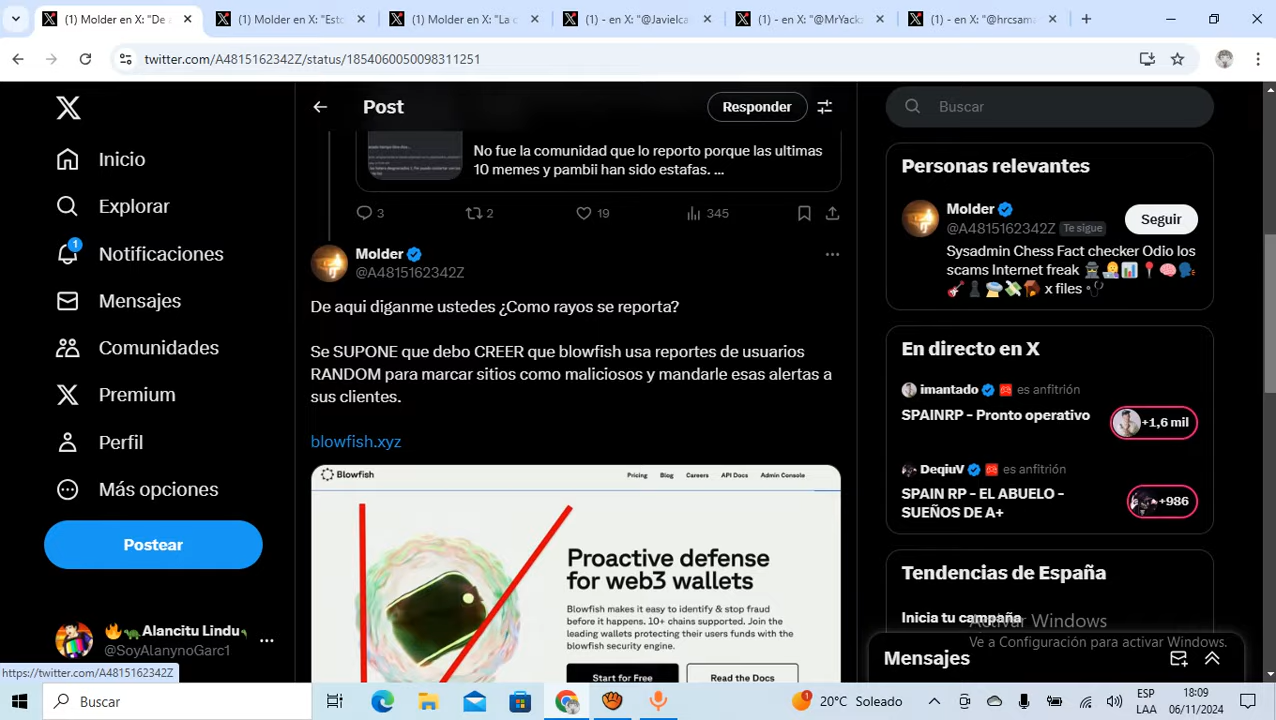 (1) Molder en X: "De a
(1) Molder en X: "Esto
(1) Molder en X: "La c
(1) - en X: "@Javielca
(1) - en X: "@MrYack
(1) - en X: "@hrcsama
twitter.com/A4815162342Z/status/1854060050098311251
Inicio
Explorar
1
Notificaciones
Mensajes
Comunidades
Premium
Perfil
Más opciones
Postear
Alancitu Lindu
@SoyAlanynoGarc1
https://twitter.com/A4815162342Z
Post
Responder
No fue la comunidad que lo reporto porque las ultimas
10 memes y pambii han sido estafas. ...
3
2
19
345
Molder
@A4815162342Z
De aqui diganme ustedes ¿Como rayos se reporta?
Se SUPONE que debo CREER que blowfish usa reportes de usuarios
RANDOM para marcar sitios como maliciosos y mandarle esas alertas a
sus clientes.
blowfish.xyz
Blowfish
Pricing Blog Careers API Docs Admin Console
Proactive defense
for web3 wallets
Blowfish makes it easy to identify & stop fraud
before it happens. 10+ chains supported. Join the
leading wallets protecting their users funds with the
blowfish security engine.
Start for Free
Read the Docs
Buscar
Personas relevantes
Molder
@A4815162342Z Te sigue
Seguir
Sysadmin Chess Fact checker Odio los
scams Internet freak
x files
En directo en X
imantado es anfitrión
SPAINRP - Pronto operativo
+1,6 mil
DeqiuV es anfitrión
SPAIN RP - EL ABUELO -
SUEÑOS DE A+
+986
Tendencias de España
Inicia tu campaña
Activar Windows
Ve a Configuración para activar Windows.
Mensajes
Buscar
1
20°C Soleado
ESP
LAA
18:09
06/11/2024